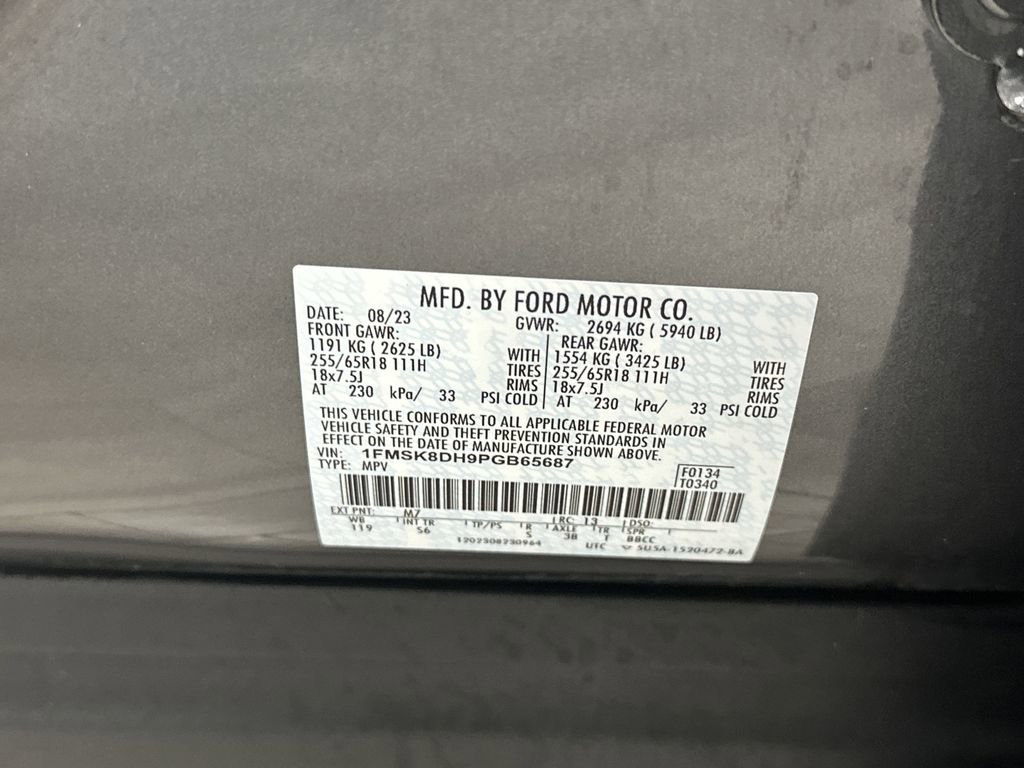 MFD. BY FORD MOTOR CO.
DATE: 08/23 GVWR: 2694 KG ( 5940 LB)
FRONT GAWR: REAR GAWR:
1191 KG ( 2625 LB) WITH 1554 KG ( 3425 LB) WITH
255/65R18 111H TIRES 255/65R18 111H TIRES
18x7.5J RIMS 18x7.5J RIMS
AT 230 kPa/ 33 PSI COLD AT 230 kPa/ 33 PSI COLD
THIS VEHICLE CONFORMS TO ALL APPLICABLE FEDERAL MOTOR
VEHICLE SAFETY AND THEFT PREVENTION STANDARDS IN
EFFECT ON THE DATE OF MANUFACTURE SHOWN ABOVE.
VIN: 1FMSK8DH9PGB65687
TYPE: MPV F0134
T0340
EXT PNT: M7 RC: 13 DSO:
WB INT TR TP/PS R AXLE TR SPR
119 S6 S 38 T BBCC
1202308230964 UTC 5U5A-1520472-BA